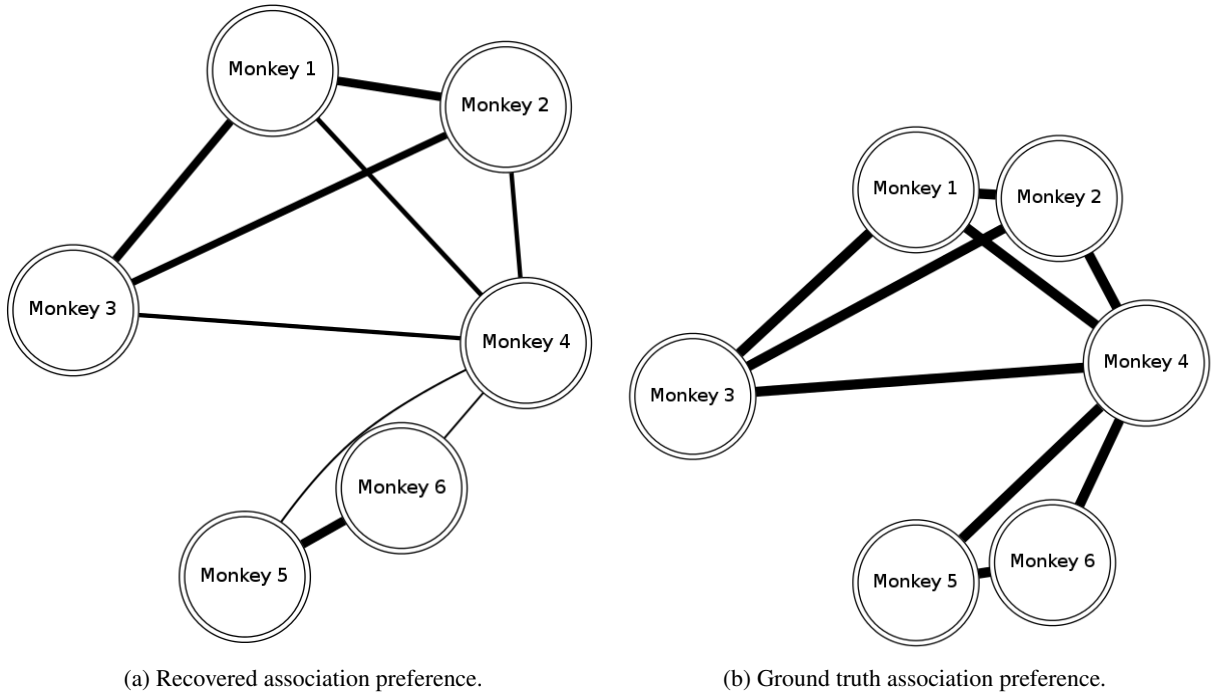 Monkey 1
Monkey 2
Monkey 3
Monkey 4
Monkey 6
Monkey 5
(a) Recovered association preference.
Monkey 1
Monkey 2
Monkey 4
Monkey 3
Monkey 6
Monkey 5
(b) Ground truth association preference.